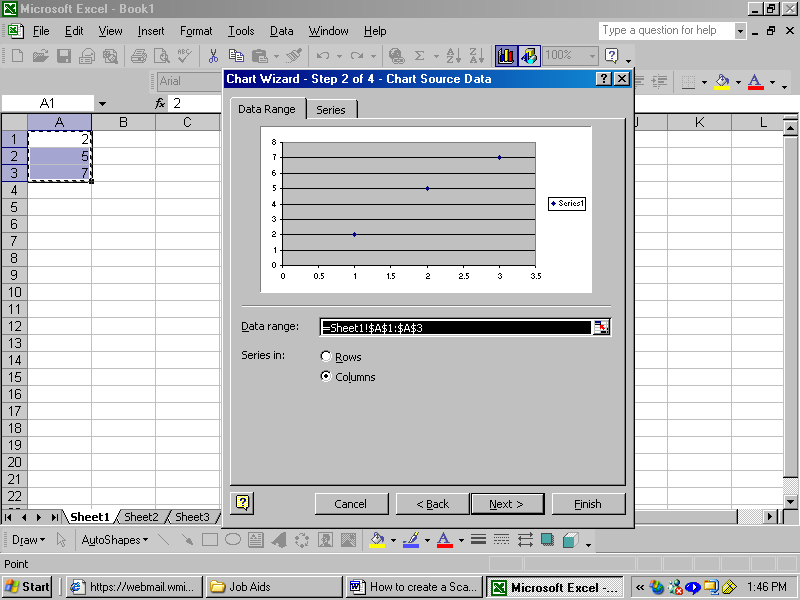 Microsoft Excel - Book1
File Edit View Insert Format Tools Data Window Help Type a question for help
100%
Arial
Chart Wizard - Step 2 of 4 - Chart Source Data
A1 fx 2
Data Range Series
A B C J K L
1 2
2 5
3 7
4
5
6
7
8
9
10
11
12
13
14
15
16
17
18
19
20
21
22
8
7
6
5
4
3
2
1
0
0 0.5 1 1.5 2 2.5 3 3.5
Series1
Data range: =Sheet1!$A$1:$A$3
Series in: Rows
Columns
Cancel < Back Next > Finish
Sheet1 Sheet2 Sheet3
Draw AutoShapes
Point
Start https://webmail.wmi... Job Aids How to create a Sca... Microsoft Excel -... 1:46 PM